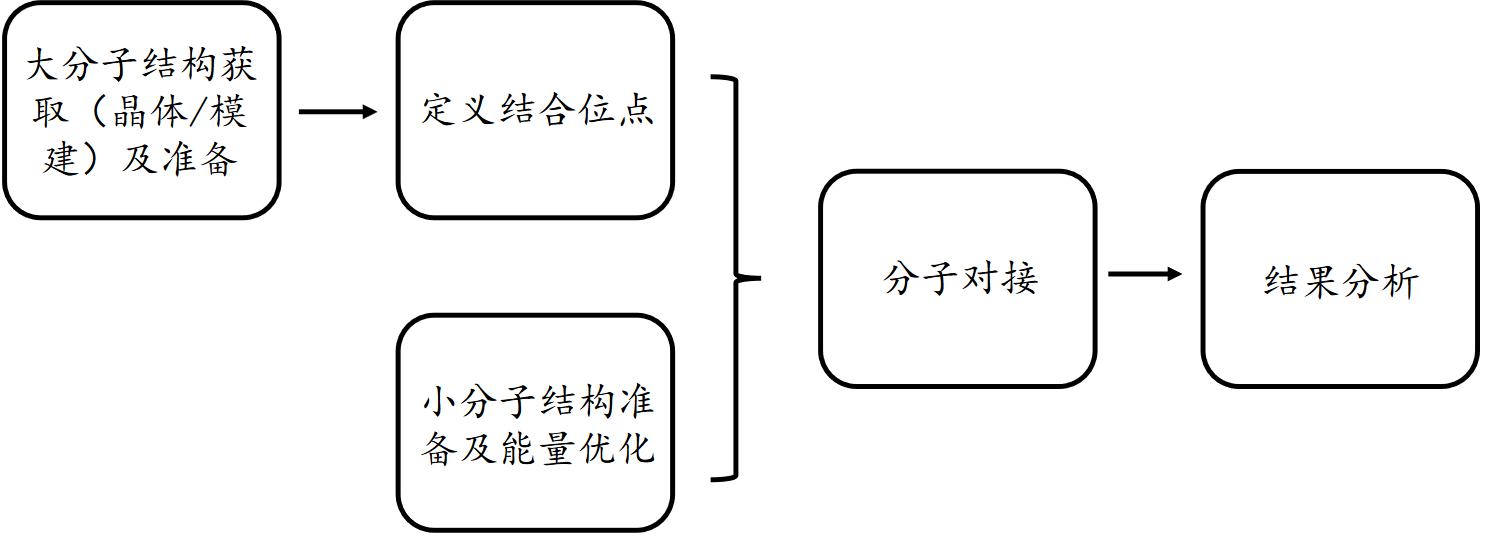 大分子结构获
取（晶体/模
建）及准备
定义结合位点
小分子结构准
备及能量优化
分子对接
结果分析